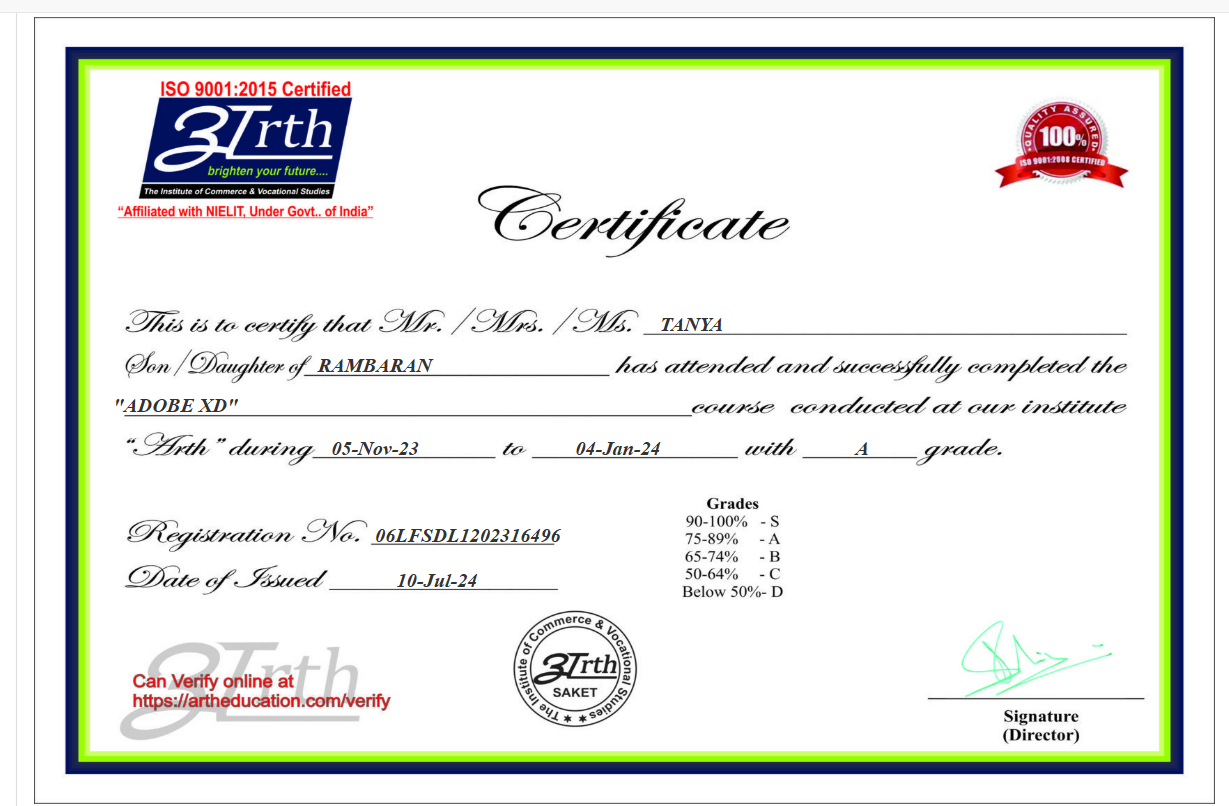 ISO 9001:2015 Certified
Arth
brighten your future....
The Institute of Commerce & Vocational Studies
“Affiliated with NIELIT, Under Govt.. of India”
QUALITY ASSURED
100%
ISO 9001:2008 CERTIFIED
Certificate
This is to certify that Mr. / Mrs. / Ms. TANYA
Son / Daughter of RAMBARAN has attended and successfully completed the
"ADOBE XD" course conducted at our institute
“Arth” during 05-Nov-23 to 04-Jan-24 with A grade.
Registration No. 06LFSDL1202316496
Date of Issued 10-Jul-24
Grades
90-100% - S
75-89% - A
65-74% - B
50-64% - C
Below 50%- D
Arth
Can Verify online at
https://artheducation.com/verify
The Institute of Commerce & Vocational Studies
Arth
SAKET
Signature
(Director)